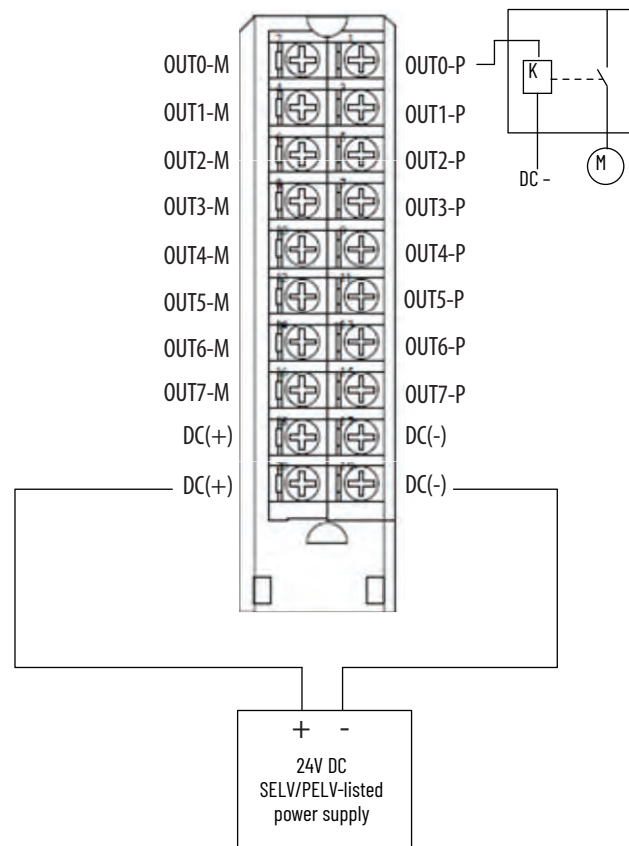 OUT0-M
OUT0-P
K
OUT1-M
OUT1-P
OUT2-M
OUT2-P
DC -
M
OUT3-M
OUT3-P
OUT4-M
OUT4-P
OUT5-M
OUT5-P
OUT6-M
OUT6-P
OUT7-M
OUT7-P
DC(+)
DC(-)
DC(+)
DC(-)
+ -
24V DC
SELV/PELV-listed
power supply